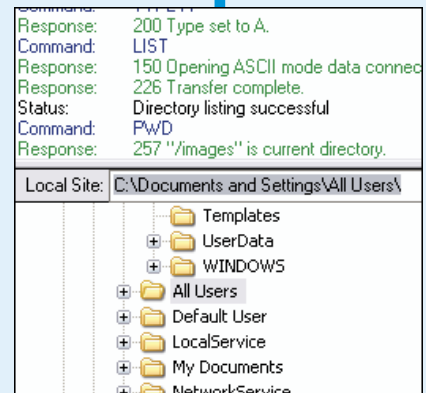 Response: 200 Type set to A.
Command: LIST
Response: 150 Opening ASCII mode data connec
Response: 226 Transfer complete.
Status: Directory listing successful
Command: PWD
Response: 257 "/images" is current directory.
Local Site: C:\Documents and Settings\All Users\
Templates
UserData
WINDOWS
All Users
Default User
LocalService
My Documents
NetworkService